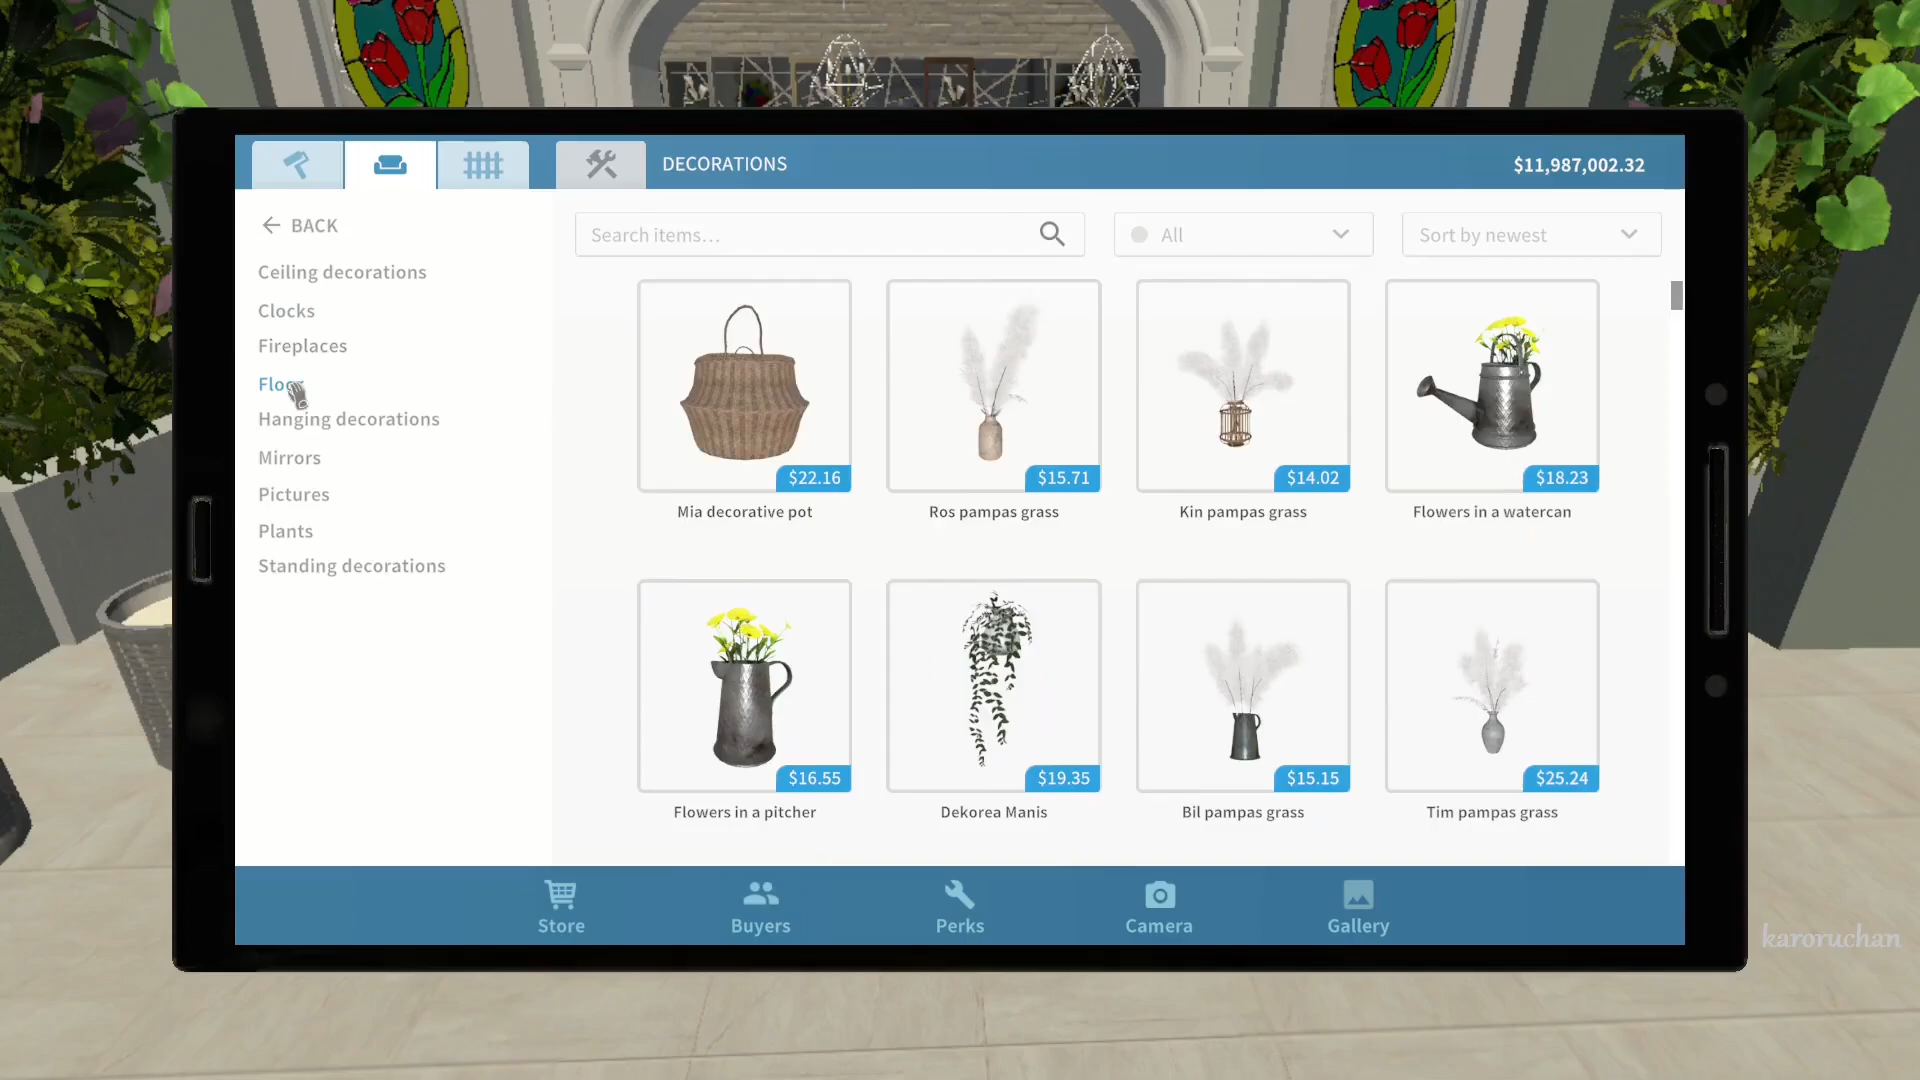 DECORATIONS
$11,987,002.32
BACK
Ceiling decorations
Clocks
Fireplaces
Hanging decorations
Mirrors
Pictures
Plants
Standing decorations
Search items...
All
Sort by newest
$22.16
$15.71
$14.02
$18.23
Mia decorative pot
Ros pampas grass
Kin pampas grass
Flowers in a watercan
$16.55
$19.35
$15.15
$25.24
Flowers in a pitcher
Dekorea Manis
Bil pampas grass
Tim pampas grass
Store
Buyers
Perks
Camera
Gallery
karoruchan